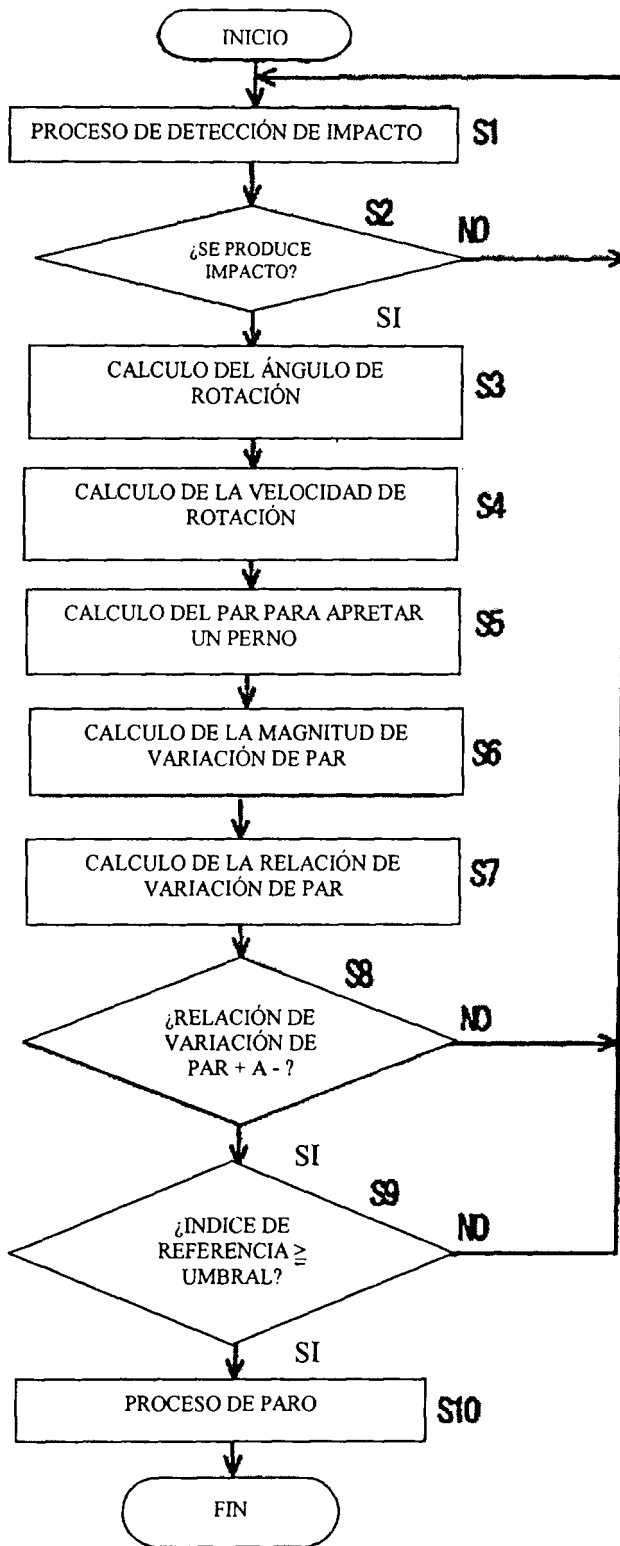 INICIO
PROCESO DE DETECCIÓN DE IMPACTO
S1
S2
NO
¿SE PRODUCE
IMPACTO?
SI
CALCULO DEL ÁNGULO DE
ROTACIÓN
S3
CALCULO DE LA VELOCIDAD DE
ROTACIÓN
S4
CALCULO DEL PAR PARA APRETAR
UN PERNO
S5
CALCULO DE LA MAGNITUD DE
VARIACIÓN DE PAR
S6
CALCULO DE LA RELACIÓN DE
VARIACIÓN DE PAR
S7
S8
NO
¿RELACIÓN DE
VARIACIÓN DE
PAR + A - ?
SI
S9
NO
¿INDICE DE
REFERENCIA ≧
UMBRAL?
SI
PROCESO DE PARO
S10
FIN